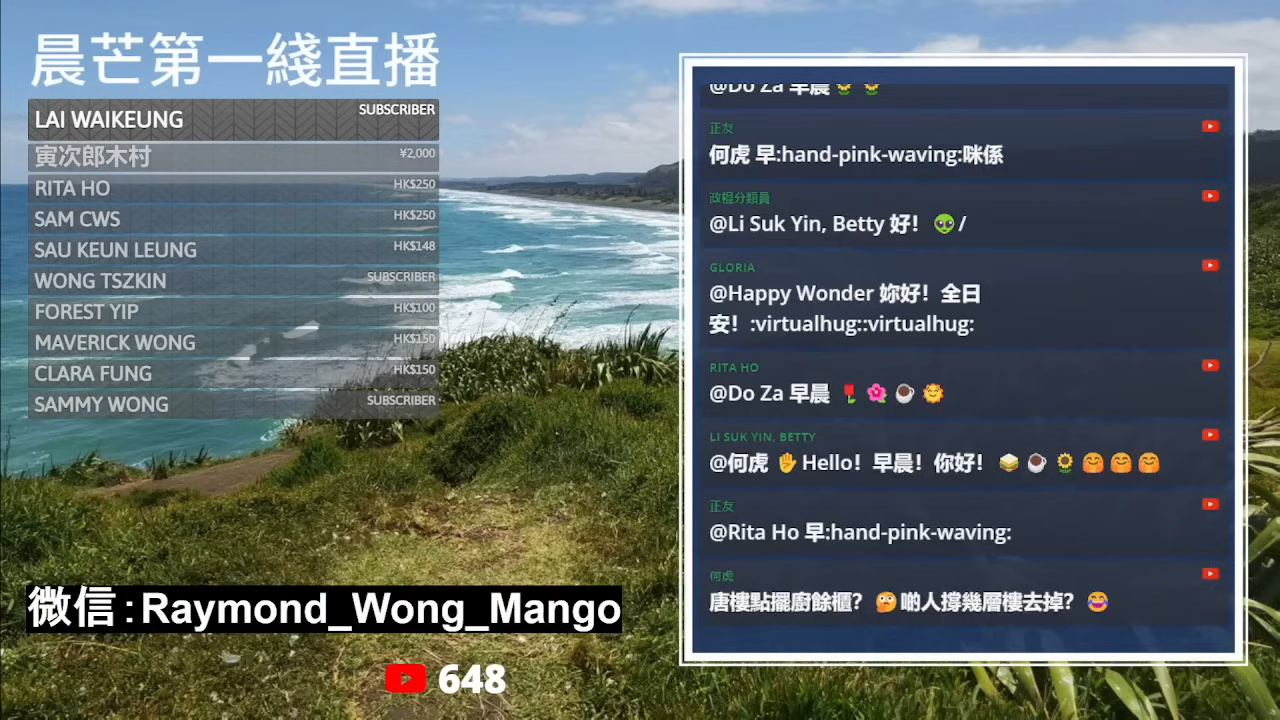 晨芒第一綫直播
LAI WAIKEUNG SUBSCRIBER
寅次郎木村 ¥2,000
RITA HO HK$250
SAM CWS HK$250
SAU KEUN LEUNG HK$148
WONG TSZKIN SUBSCRIBER
FOREST YIP HK$100
MAVERICK WONG HK$150
CLARA FUNG HK$150
SAMMY WONG SUBSCRIBER
微信:Raymond_Wong_Mango
648
@Do Za 早晨 🌻 🌻
正友
何虎 早:hand-pink-waving:咪係
政棍分類員
@Li Suk Yin, Betty 好！ 👽/
GLORIA
@Happy Wonder 妳好！全日
安！:virtualhug::virtualhug:
RITA HO
@Do Za 早晨 🌷 🌺 ☕ 🌞
LI SUK YIN, BETTY
@何虎 ✋Hello！早晨！你好！ 🥪 ☕ 🌻 🤗 🤗 🤗
正友
@Rita Ho 早:hand-pink-waving:
何虎
唐樓點擺廚餘櫃？ 🤔啲人撐幾層樓去掉？ 😂